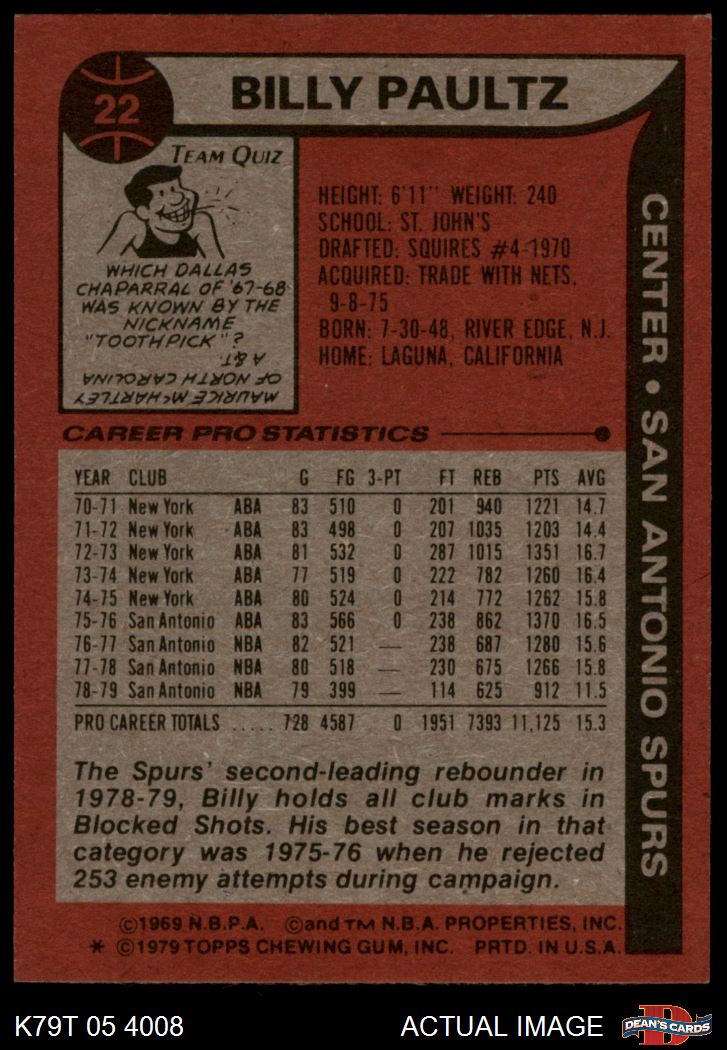 22
BILLY PAULTZ
TEAM QUIZ
WHICH DALLAS
CHAPARRAL OF '67-68
WAS KNOWN BY THE
NICKNAME
"TOOTHPICK"?
MAURICE McHARTLEY
OF NORTH CAROLINA
A & T.
HEIGHT: 6'11" WEIGHT: 240
SCHOOL: ST. JOHN'S
DRAFTED: SQUIRES #4-1970
ACQUIRED: TRADE WITH NETS,
9-8-75
BORN: 7-30-48, RIVER EDGE, N.J.
HOME: LAGUNA, CALIFORNIA
CENTER • SAN ANTONIO SPURS
CAREER PRO STATISTICS
YEAR CLUB G FG 3-PT FT REB PTS AVG
70-71 New York ABA 83 510 0 201 940 1221 14.7
71-72 New York ABA 83 498 0 207 1035 1203 14.4
72-73 New York ABA 81 532 0 287 1015 1351 16.7
73-74 New York ABA 77 519 0 222 782 1260 16.4
74-75 New York ABA 80 524 0 214 772 1262 15.8
75-76 San Antonio ABA 83 566 0 238 862 1370 16.5
76-77 San Antonio NBA 82 521 — 238 687 1280 15.6
77-78 San Antonio NBA 80 518 — 230 675 1266 15.8
78-79 San Antonio NBA 79 399 — 114 625 912 11.5
PRO CAREER TOTALS ..... 728 4587 0 1951 7393 11,125 15.3
The Spurs' second-leading rebounder in
1978-79, Billy holds all club marks in
Blocked Shots. His best season in that
category was 1975-76 when he rejected
253 enemy attempts during campaign.
©1969 N.B.P.A. ©and TM N.B.A. PROPERTIES, INC.
* ©1979 TOPPS CHEWING GUM, INC. PRTD. IN U.S.A.
K79T 05 4008 ACTUAL IMAGE
D
DEAN'S CARDS